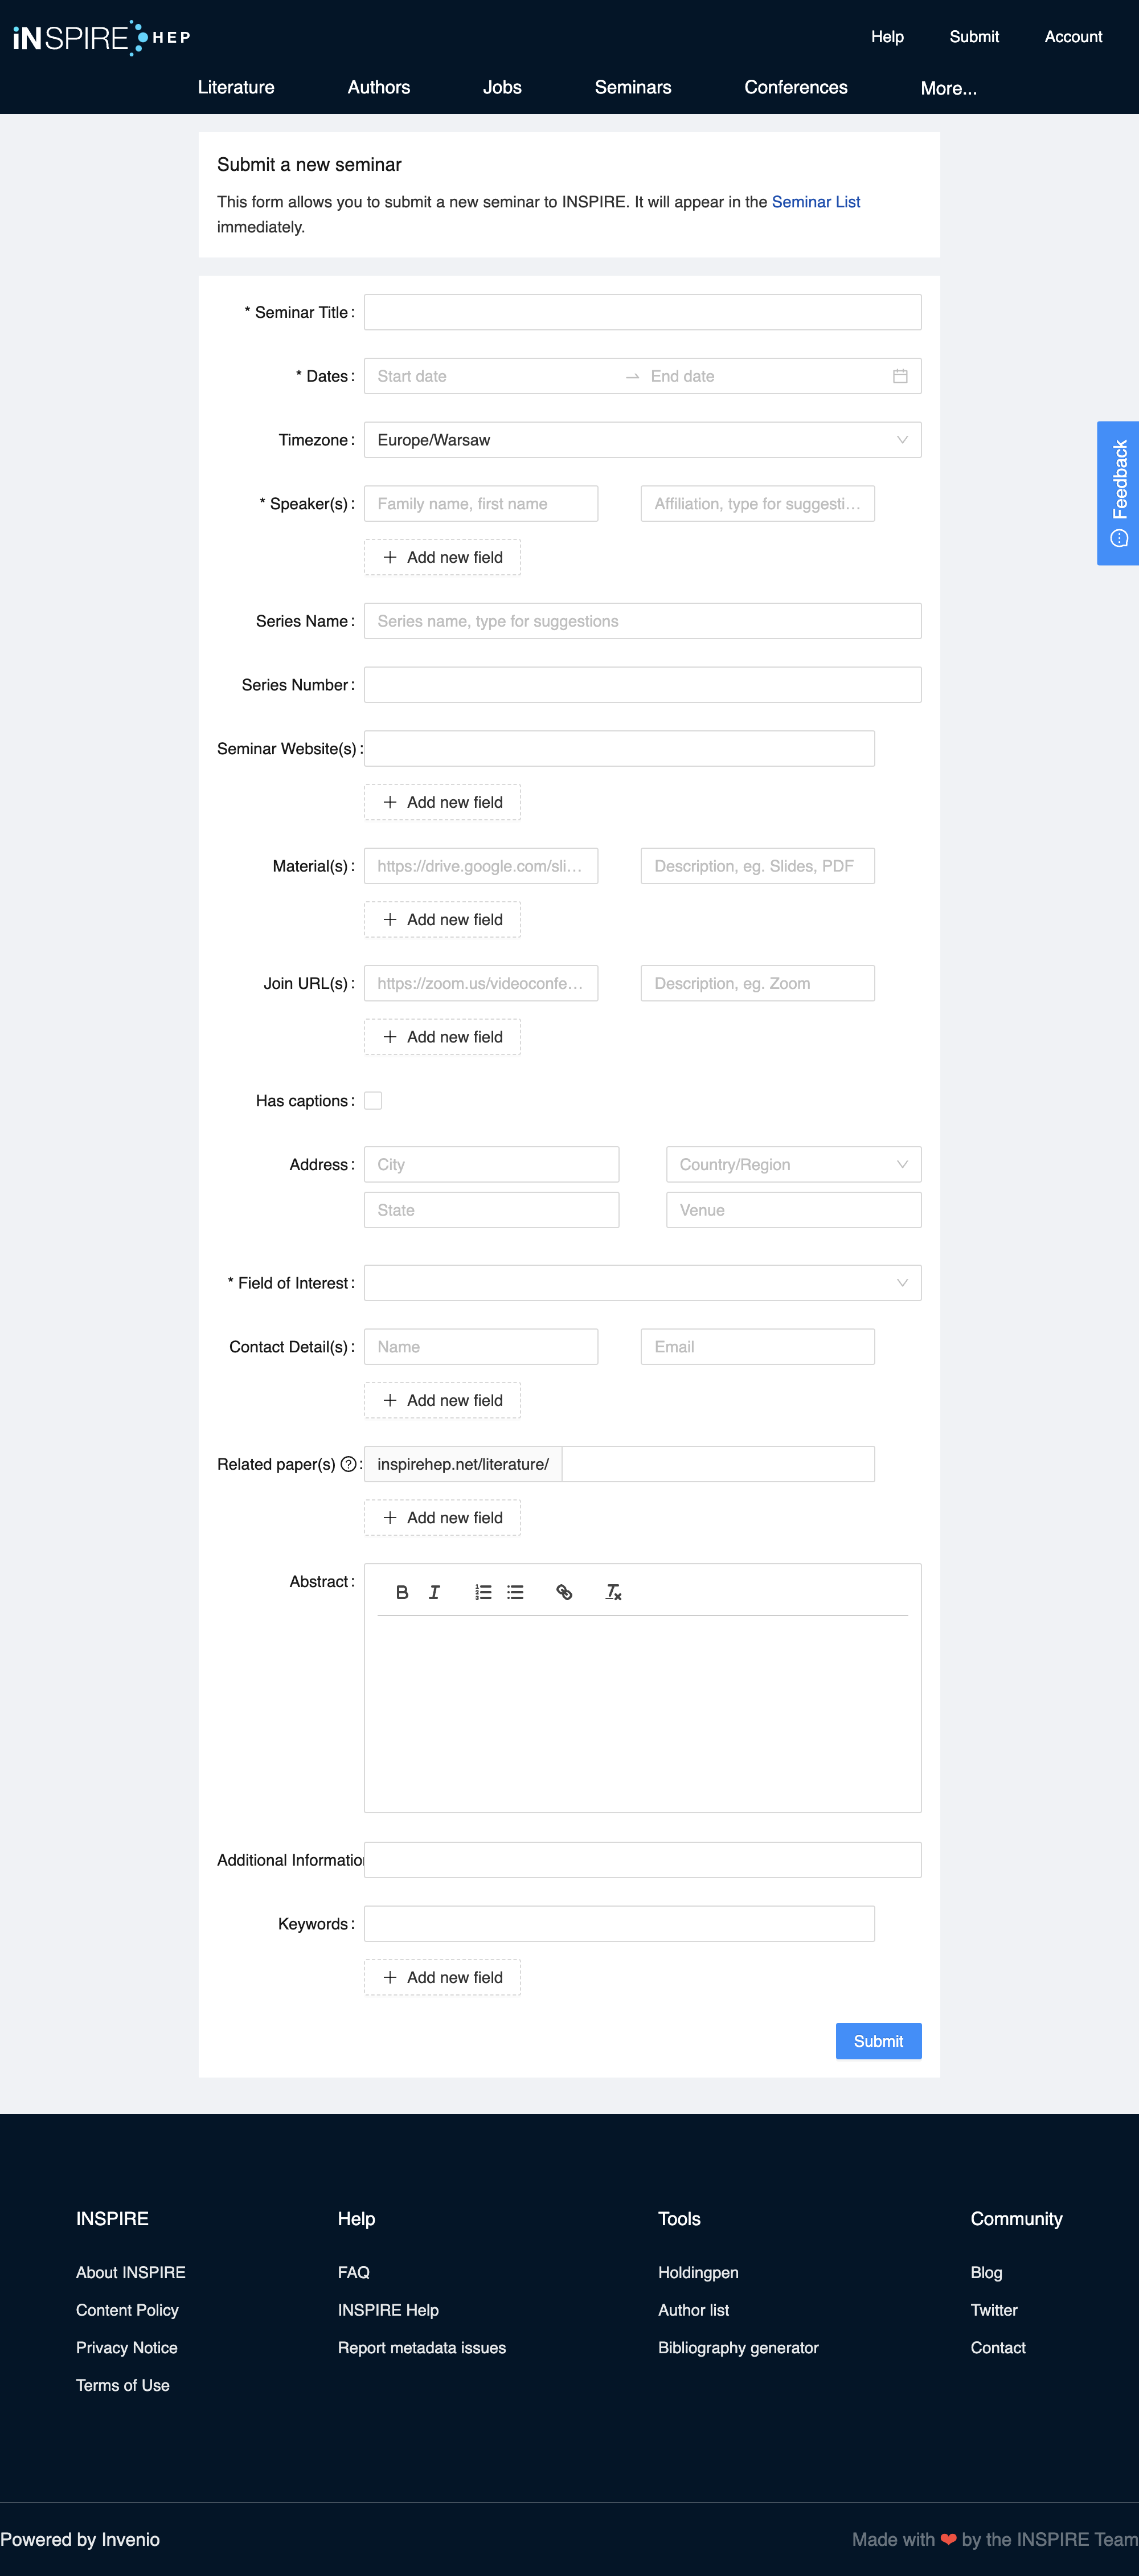 iNSPIRE HEP
Help Submit Account
Literature Authors Jobs Seminars Conferences More...
Submit a new seminar
This form allows you to submit a new seminar to INSPIRE. It will appear in the Seminar List
immediately.
* Seminar Title :
* Dates : Start date End date
Timezone : Europe/Warsaw
* Speaker(s) : Family name, first name Affiliation, type for suggesti...
Add new field
Series Name : Series name, type for suggestions
Series Number :
Seminar Website(s) :
Add new field
Material(s) : https://drive.google.com/sli... Description, eg. Slides, PDF
Add new field
Join URL(s) : https://zoom.us/videoconfe... Description, eg. Zoom
Add new field
Has captions :
Address : City Country/Region
State Venue
* Field of Interest :
Contact Detail(s) : Name Email
Add new field
Related paper(s) ? : inspirehep.net/literature/
Add new field
Abstract :
Additional Informatio
Keywords :
Add new field
Submit
Feedback
INSPIRE Help Tools Community
About INSPIRE FAQ Holdingpen Blog
Content Policy INSPIRE Help Author list Twitter
Privacy Notice Report metadata issues Bibliography generator Contact
Terms of Use
Powered by Invenio Made with ❤ by the INSPIRE Team